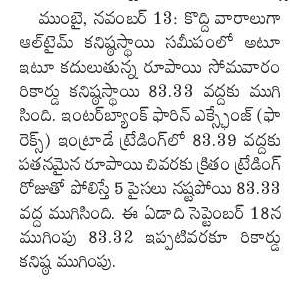 ముంబై, నవంబర్ 13: కొద్ది వారాలుగా
ఆల్‌టైమ్ కనిష్ఠస్థాయి సమీపంలో అటూ
ఇటూ కదులుతున్న రూపాయి సోమవారం
రికార్డు కనిష్ఠస్థాయి 83.33 వద్దకు ముగి
సింది. ఇంటర్‌బ్యాంక్ ఫారిన్ ఎక్స్ఛేంజ్ (ఫా
రెక్స్) ఇంట్రాడే ట్రేడింగ్‌లో 83.39 వద్దకు
పతనమైన రూపాయి చివరకు క్రితం ట్రేడింగ్
రోజుతో పోలిస్తే 5 పైసలు నష్టపోయి 83.33
వద్ద ముగిసింది. ఈ ఏడాది సెప్టెంబర్ 18న
ముగింపు 83.32 ఇప్పటివరకూ రికార్డు
కనిష్ఠ ముగింపు.